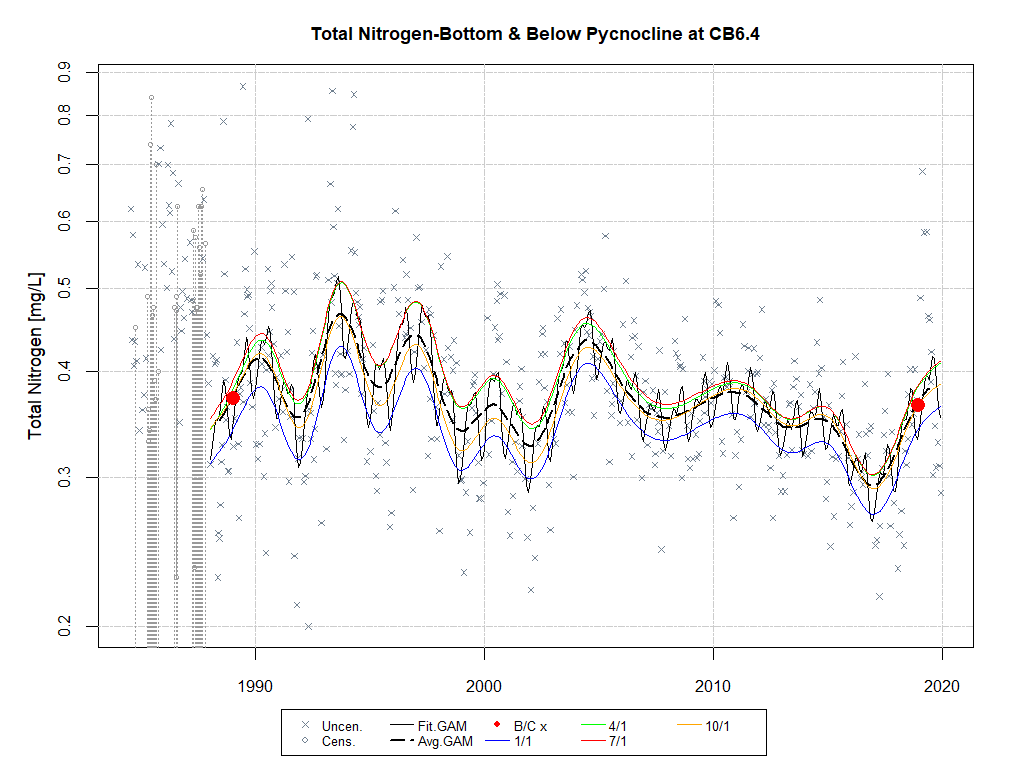 Total Nitrogen-Bottom & Below Pycnocline at CB6.4
Total Nitrogen [mg/L]
0.9
0.8
0.7
0.6
0.5
0.4
0.3
0.2
1990 2000 2010 2020
Uncen. Fit.GAM B/C x 4/1 10/1
Cens. Avg.GAM 1/1 7/1